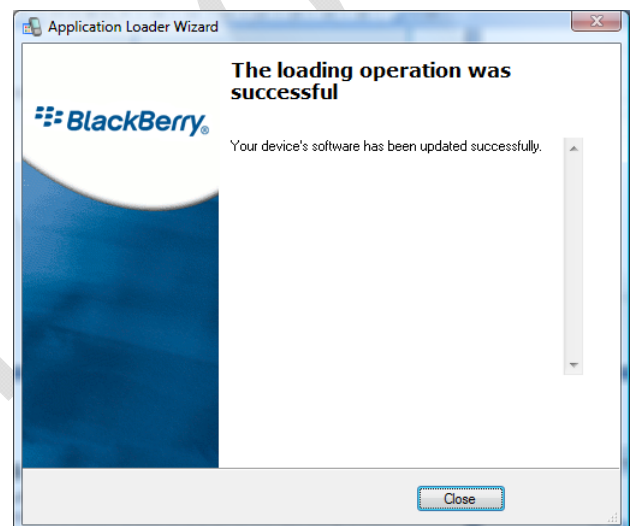 Application Loader Wizard
The loading operation was
successful
BlackBerry®
Your device's software has been updated successfully.
Close